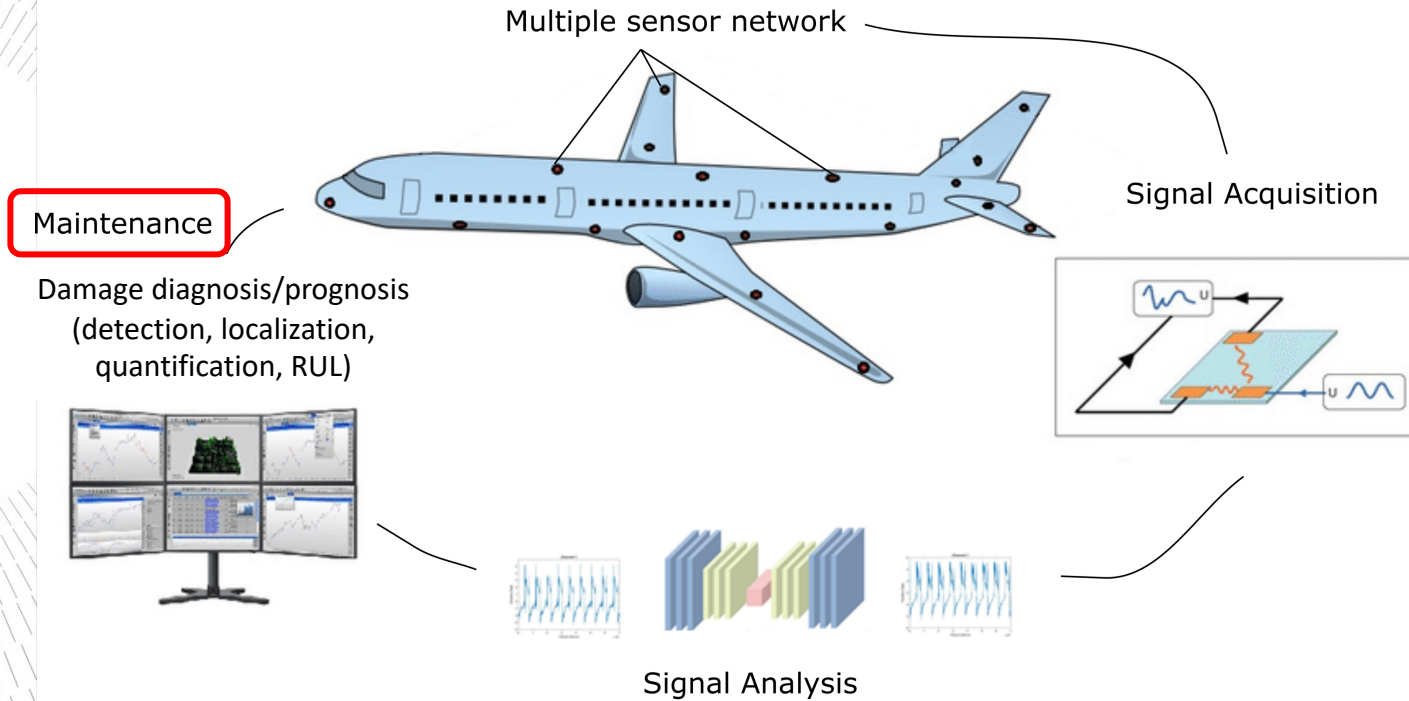 Multiple sensor network
Signal Acquisition
Maintenance
Damage diagnosis/prognosis
(detection, localization,
quantification, RUL)
U
U
Signal Analysis